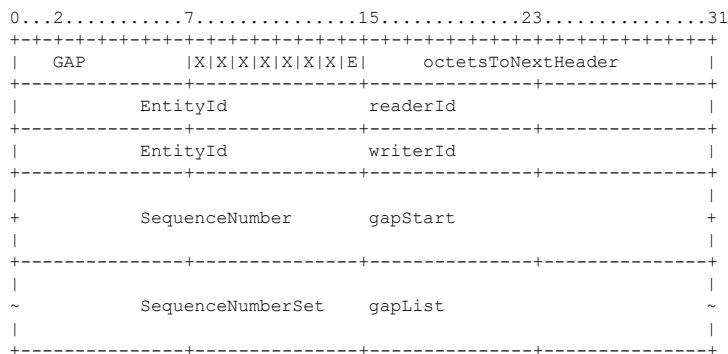 0...2...........7...............15.............23...............31
+-+-+-+-+-+-+-+-+-+-+-+-+-+-+-+-+-+-+-+-+-+-+-+-+-+-+-+-+-+-+-+-+
| GAP |X|X|X|X|X|X|X|E| octetsToNextHeader |
+---------------+---------------+---------------+---------------+
| EntityId readerId |
+---------------+---------------+---------------+---------------+
| EntityId writerId |
+---------------+---------------+---------------+---------------+
| |
+ SequenceNumber gapStart +
| |
+---------------+---------------+---------------+---------------+
| |
~ SequenceNumberSet gapList ~
| |
+---------------+---------------+---------------+---------------+